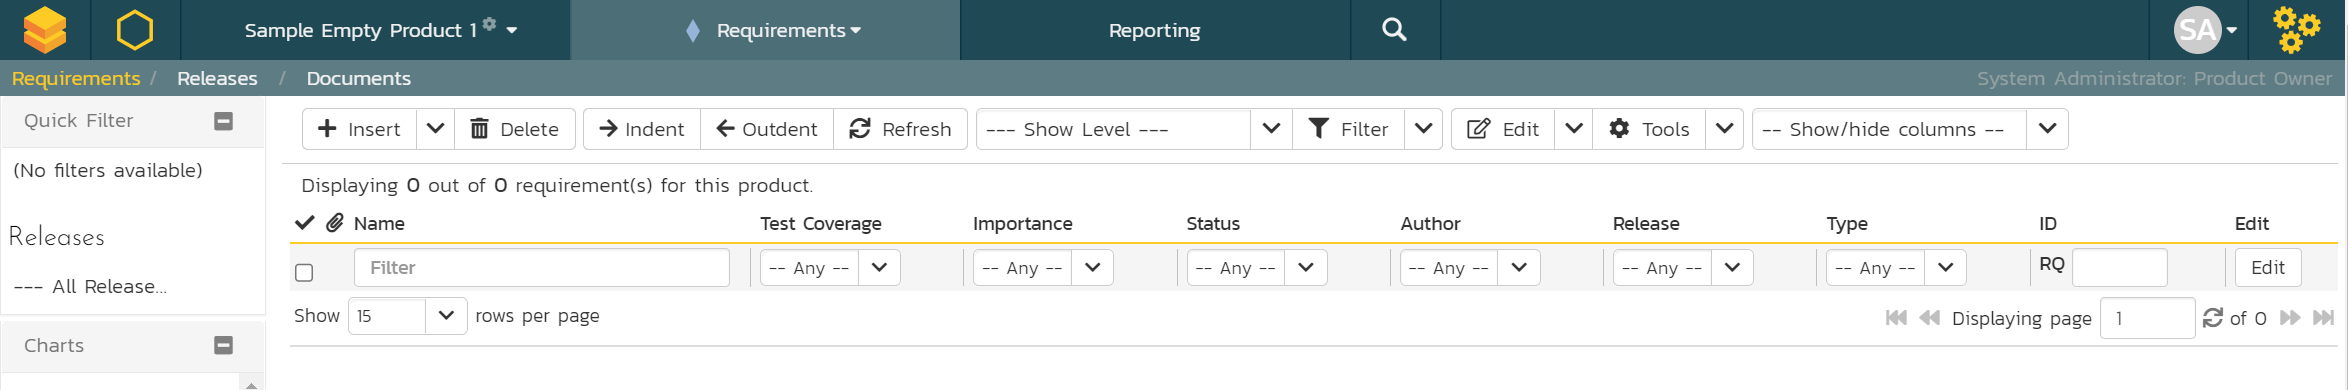 Sample Empty Product 1 Requirements Reporting SA
Requirements / Releases / Documents System Administrator: Product Owner
Quick Filter
(No filters available)
Releases
--- All Release...
Charts
Insert Delete Indent Outdent Refresh --- Show Level --- Filter Edit Tools -- Show/hide columns --
Displaying 0 out of 0 requirement(s) for this product.
Name Test Coverage Importance Status Author Release Type ID Edit
Filter -- Any -- -- Any -- -- Any -- -- Any -- -- Any -- -- Any -- RQ Edit
Show 15 rows per page Displaying page 1 of 0